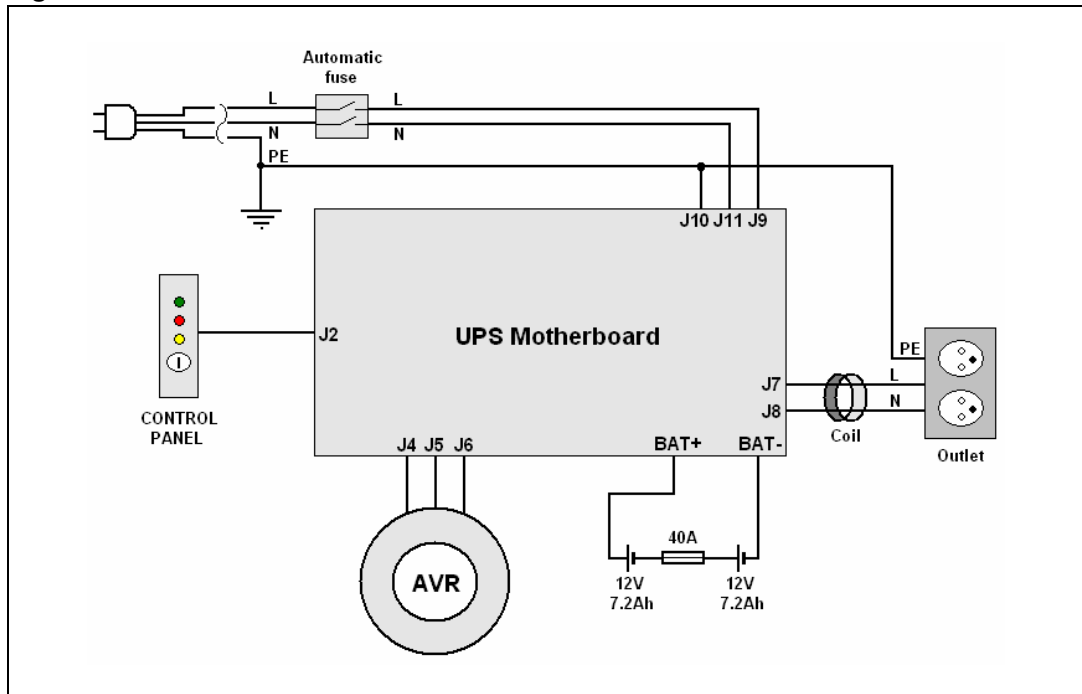 Automatic
fuse
L
L
N
N
PE
J10 J11 J9
J2
UPS Motherboard
PE
J7
L
J8
N
CONTROL
PANEL
Coil
Outlet
J4 J5 J6
BAT+
BAT-
40A
AVR
12V
7.2Ah
12V
7.2Ah